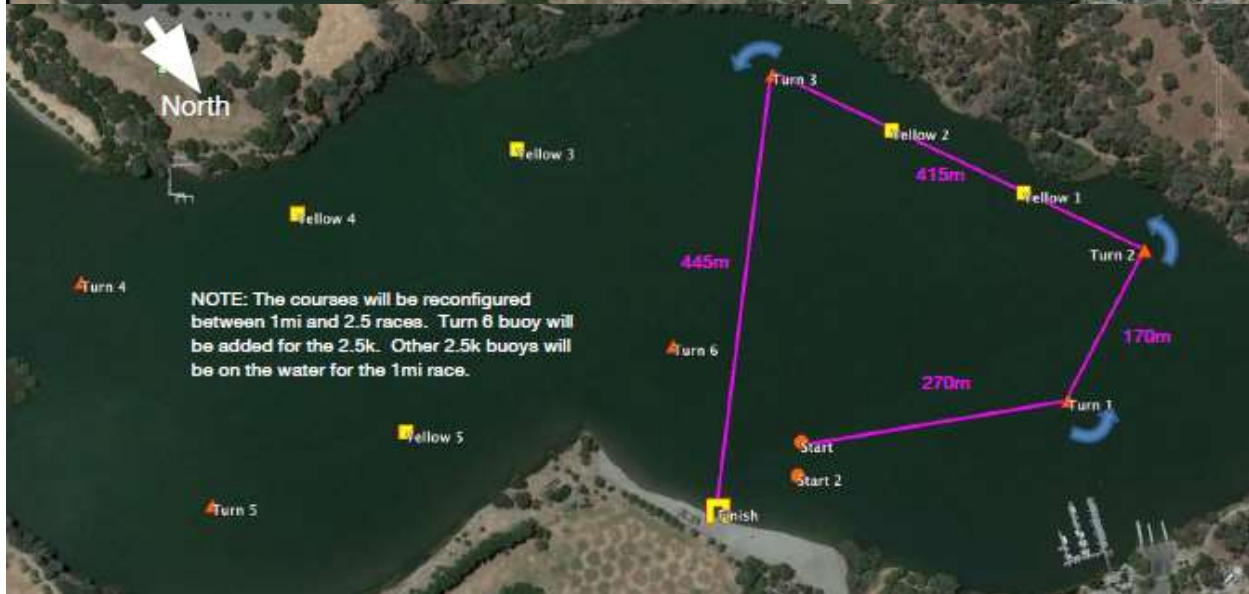 North
Turn 3
Yellow 2
Yellow 3
415m
Yellow 1
Yellow 4
Turn 2
445m
Turn 4
NOTE: The courses will be reconfigured
between 1mi and 2.5 races. Turn 6 buoy will
be added for the 2.5k. Other 2.5k buoys will
be on the water for the 1mi race.
Turn 6
170m
270m
Turn 1
Yellow 5
Start
Start 2
Turn 5
Finish